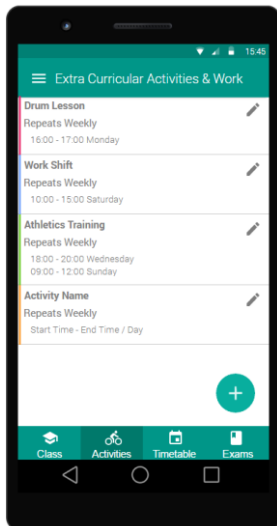 15:45
Extra Curricular Activities & Work
Drum Lesson
Repeats Weekly
16:00 - 17:00 Monday
Work Shift
Repeats Weekly
10:00 - 15:00 Saturday
Athletics Training
Repeats Weekly
18:00 - 20:00 Wednesday
09:00 - 12:00 Sunday
Activity Name
Repeats Weekly
Start Time - End Time / Day
Class Activities Timetable Exams